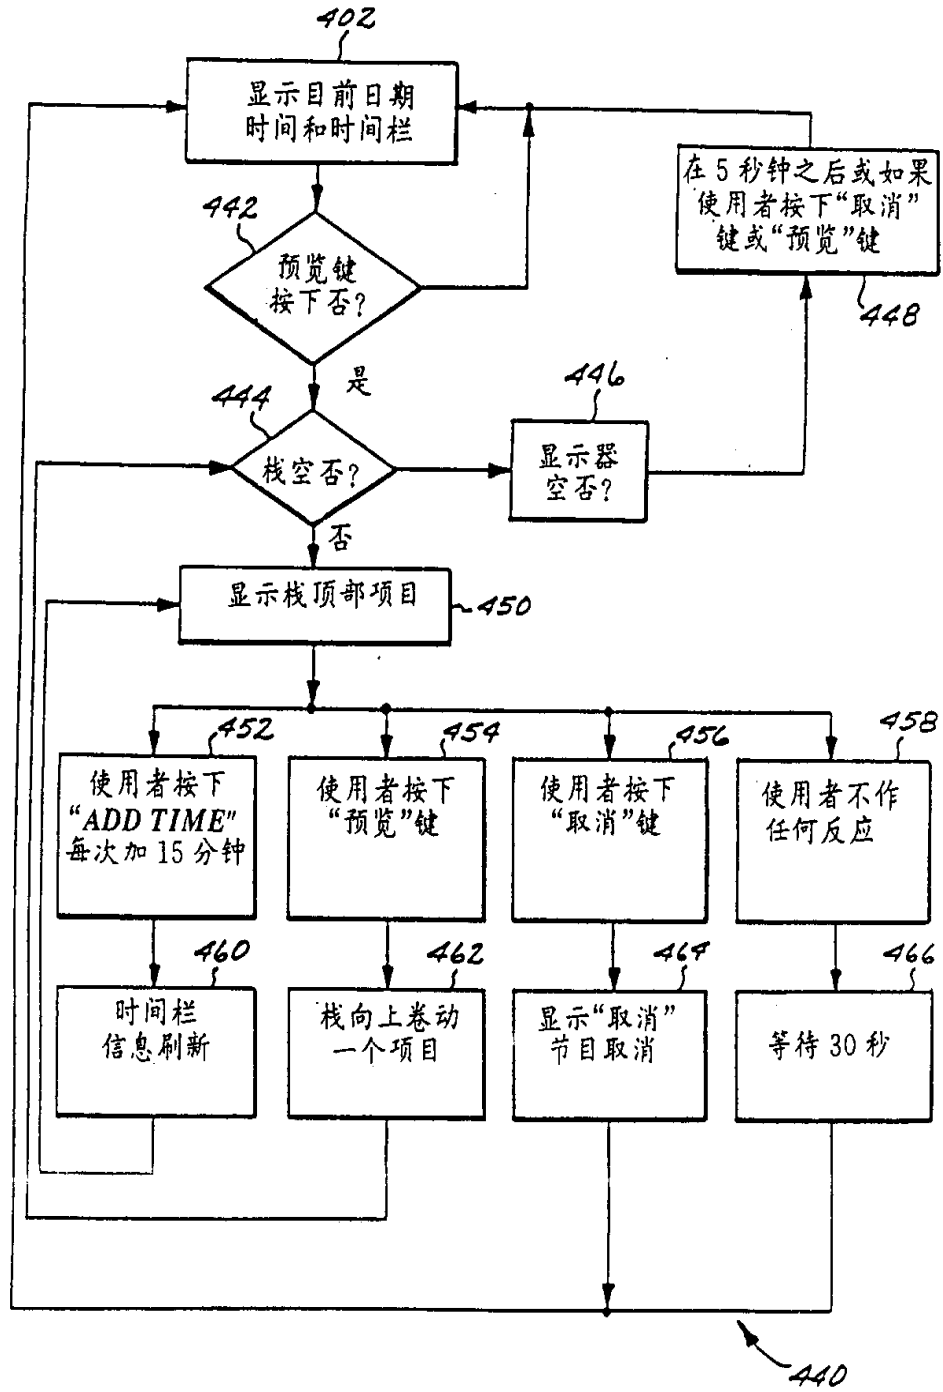 402
显示目前日期
时间和时间栏
442
预览键
按下否?
在5秒钟之后或如果
使用者按下“取消”
键或“预览”键
448
是
444
栈空否?
446
显示器
空否?
否
显示栈顶部项目
450
452
使用者按下
“ADD TIME”
每次加15分钟
454
使用者按下
“预览”键
456
使用者按下
“取消”键
458
使用者不作
任何反应
460
时间栏
信息刷新
462
栈向上卷动
一个项目
464
显示“取消”
节目取消
466
等待30秒
440